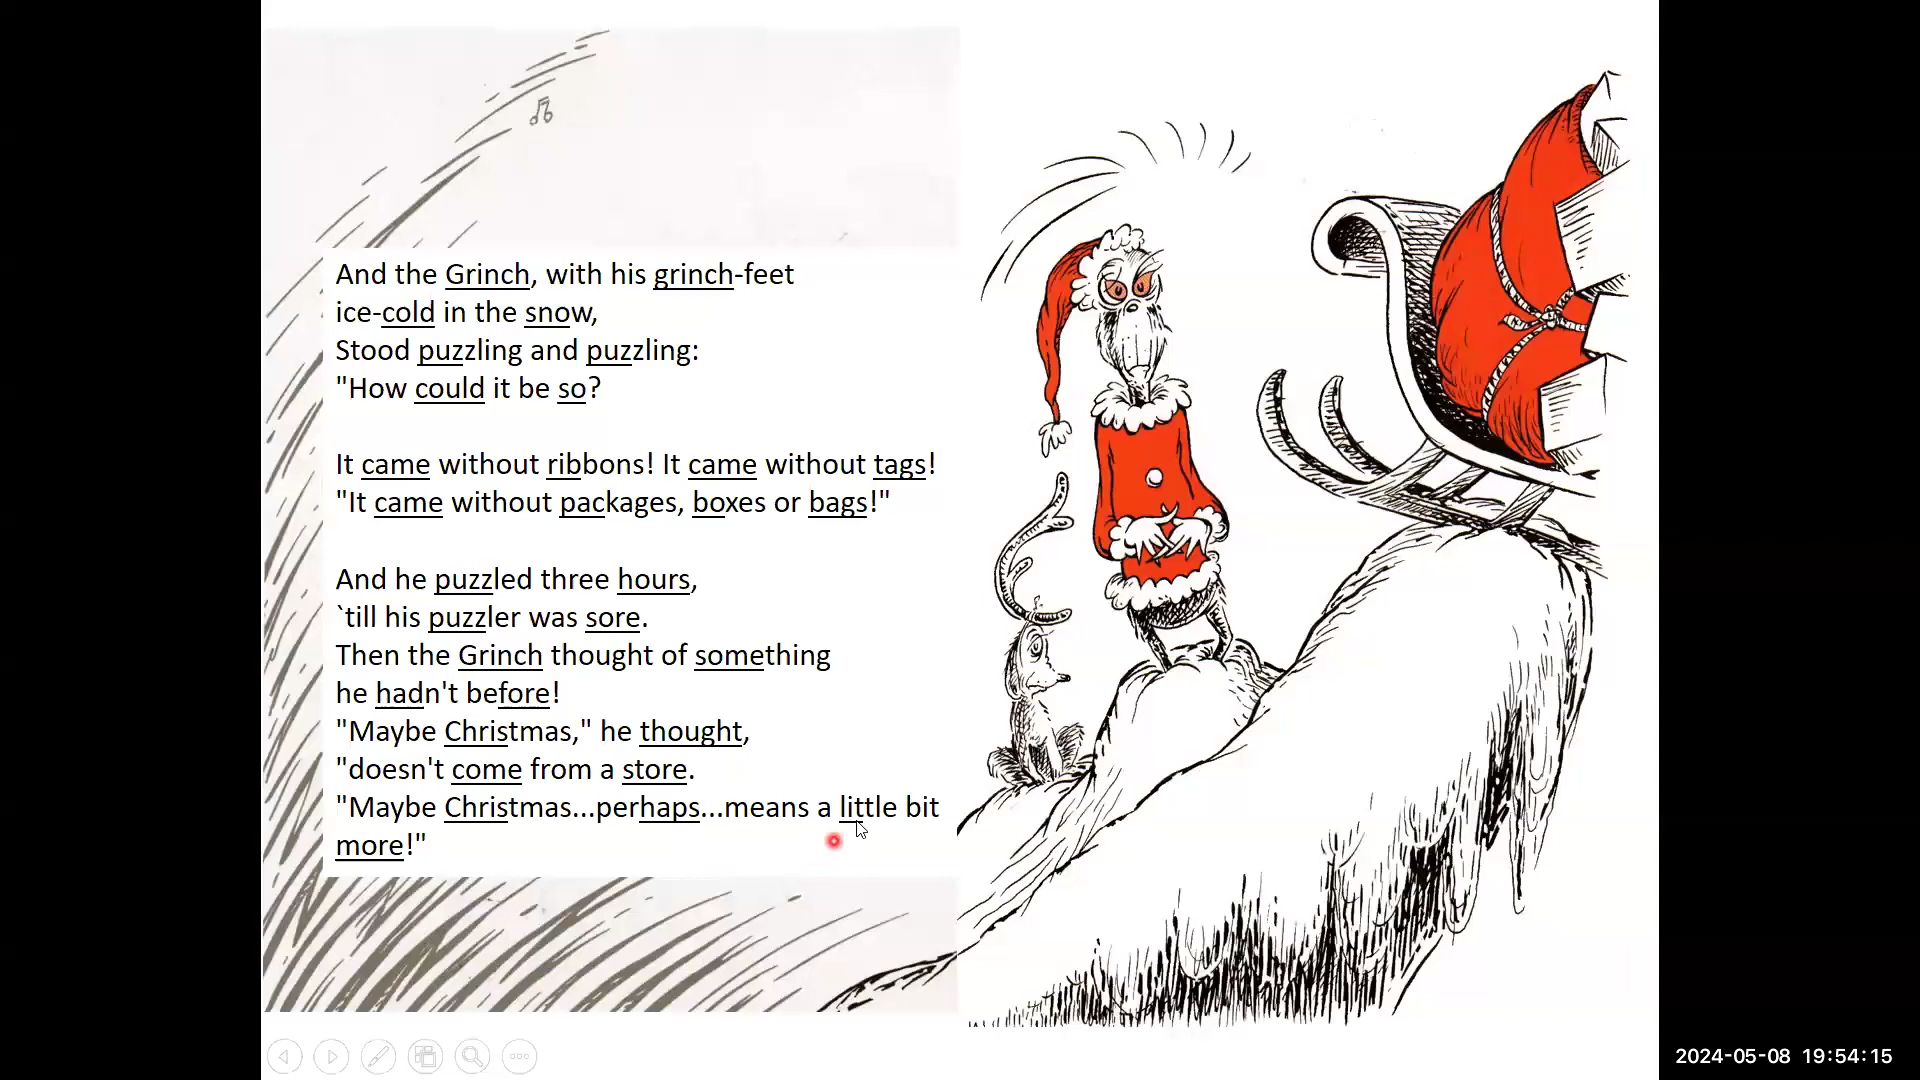 And the Grinch, with his grinch-feet
ice-cold in the snow,
Stood puzzling and puzzling:
"How could it be so?
It came without ribbons! It came without tags!
"It came without packages, boxes or bags!"
And he puzzled three hours,
`till his puzzler was sore.
Then the Grinch thought of something
he hadn't before!
"Maybe Christmas," he thought,
"doesn't come from a store.
"Maybe Christmas...perhaps...means a little bit
more!"
2024-05-08 19:54:15